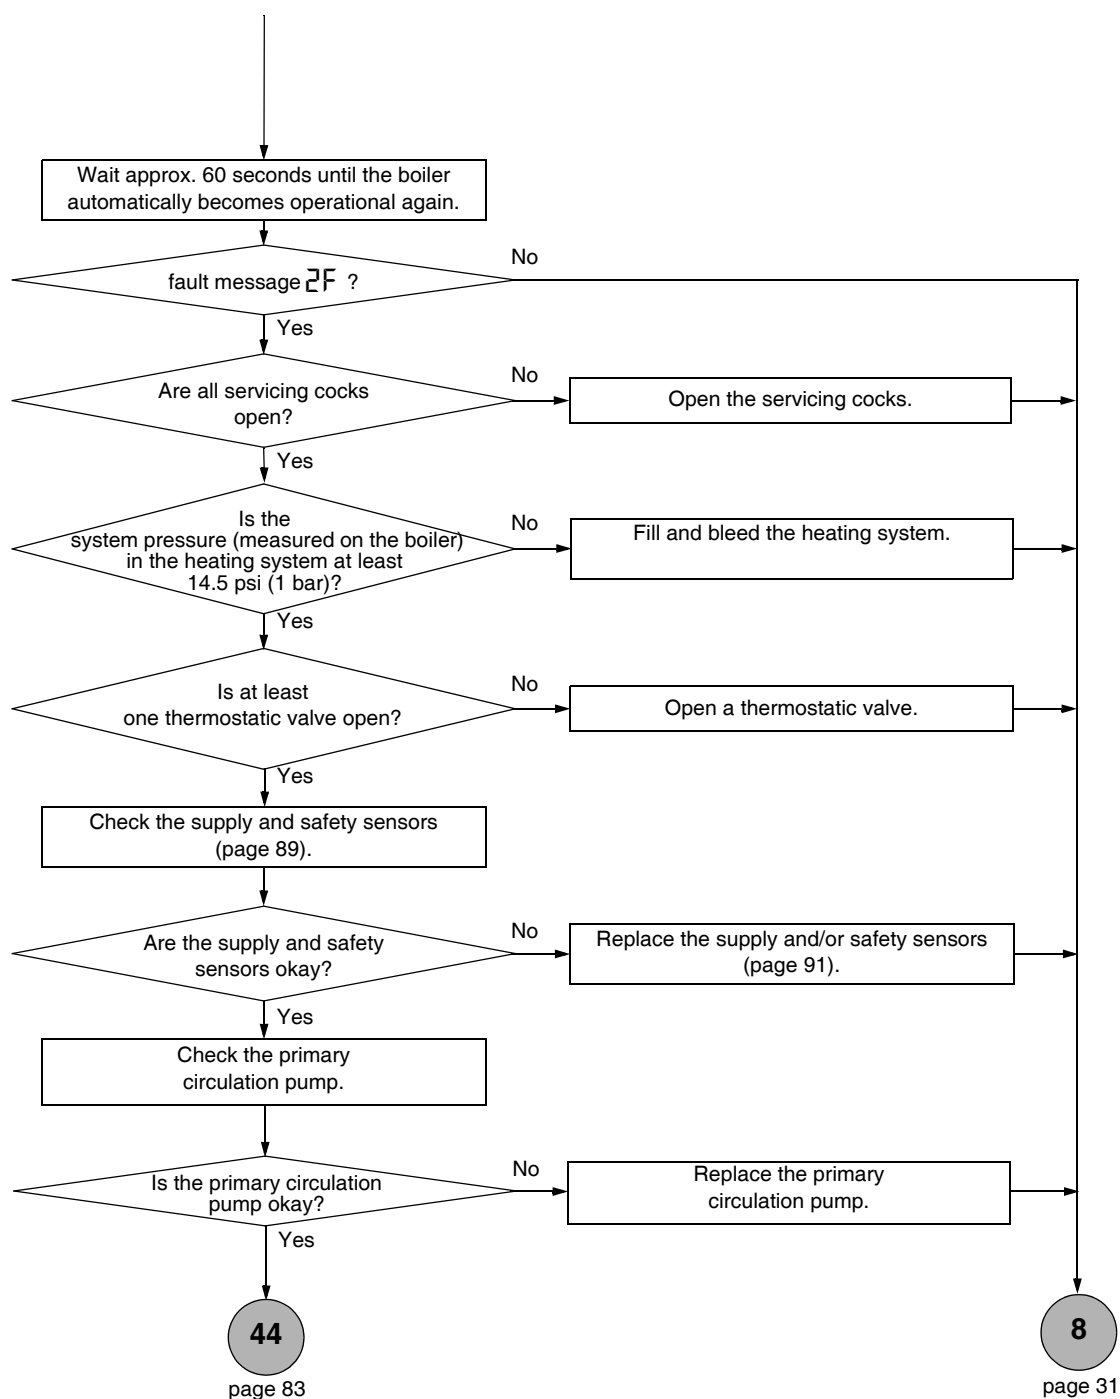 Wait approx. 60 seconds until the boiler
automatically becomes operational again.
No
fault message 2F ?
Yes
Are all servicing cocks
open?
No
Open the servicing cocks.
Yes
Is the
system pressure (measured on the boiler)
in the heating system at least
14.5 psi (1 bar)?
No
Fill and bleed the heating system.
Yes
Is at least
one thermostatic valve open?
No
Open a thermostatic valve.
Yes
Check the supply and safety sensors
(page 89).
Are the supply and safety
sensors okay?
No
Replace the supply and/or safety sensors
(page 91).
Yes
Check the primary
circulation pump.
Is the primary circulation
pump okay?
No
Replace the primary
circulation pump.
Yes
44
page 83
8
page 31